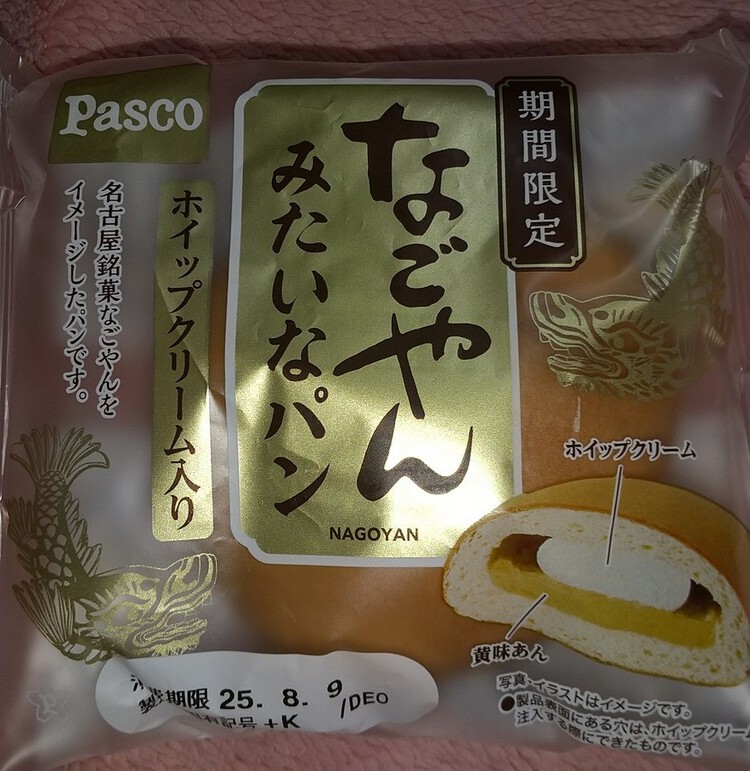 Pasco
期間限定
なごやん
みたいなパン
NAGOYAN
ホイップクリーム入り
名古屋銘菓なごやんを
イメージしたパンです。
ホイップクリーム
黄味あん
写真・イラストはイメージです。
●製品表面にある穴は、ホイップクリーム
注入する際にできたものです。
期限 25. 8. 9
/DEO
記号 +K